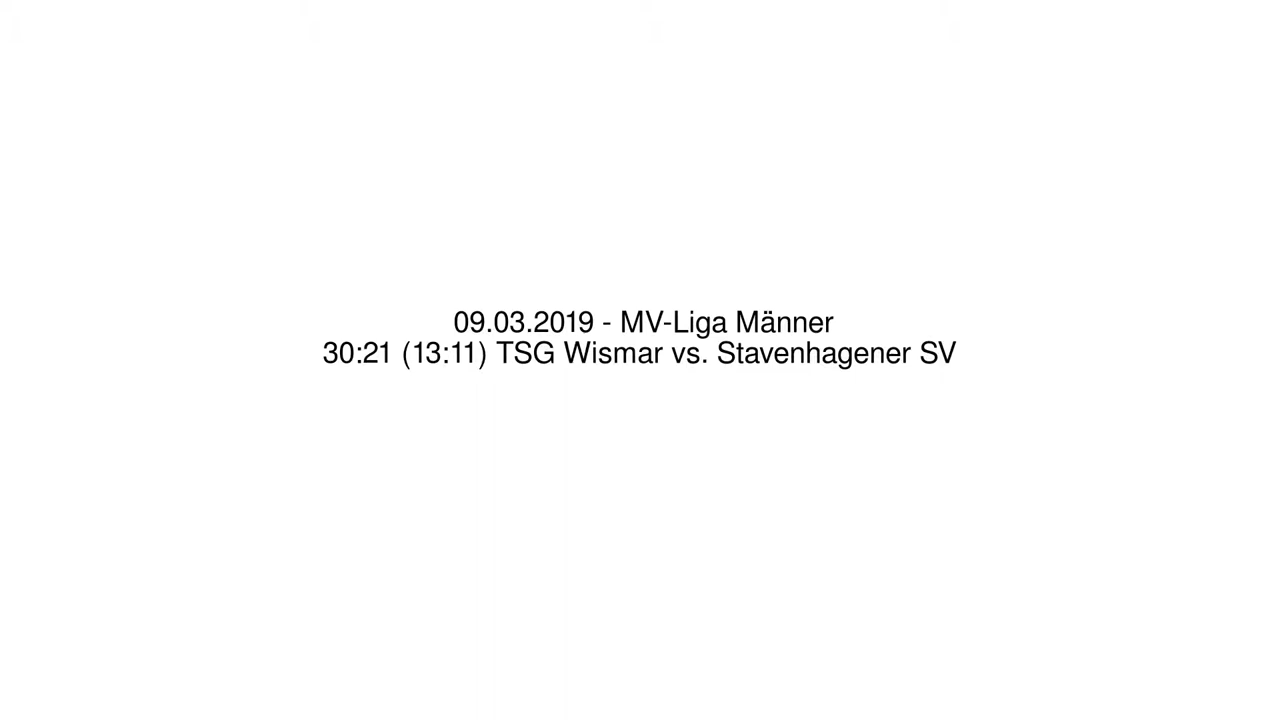 09.03.2019 - MV-Liga Männer
30:21 (13:11) TSG Wismar vs. Stavenhagener SV